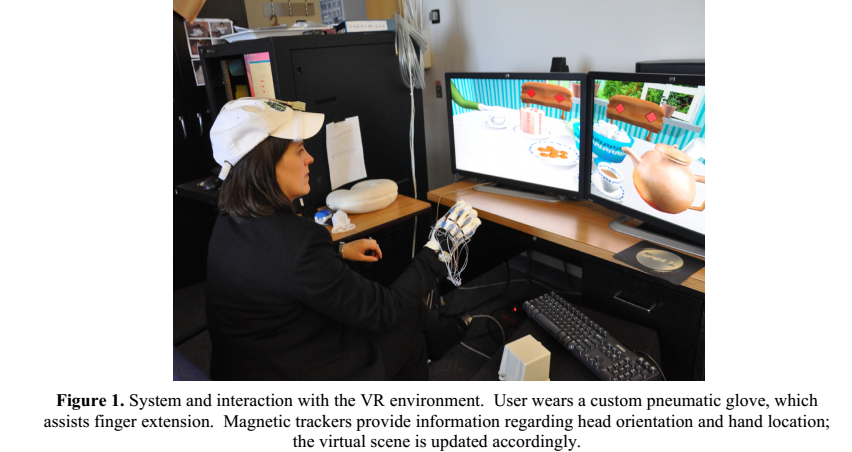 Figure 1. System and interaction with the VR environment.  User wears a custom pneumatic glove, which
assists finger extension.  Magnetic trackers provide information regarding head orientation and hand location;
the virtual scene is updated accordingly.